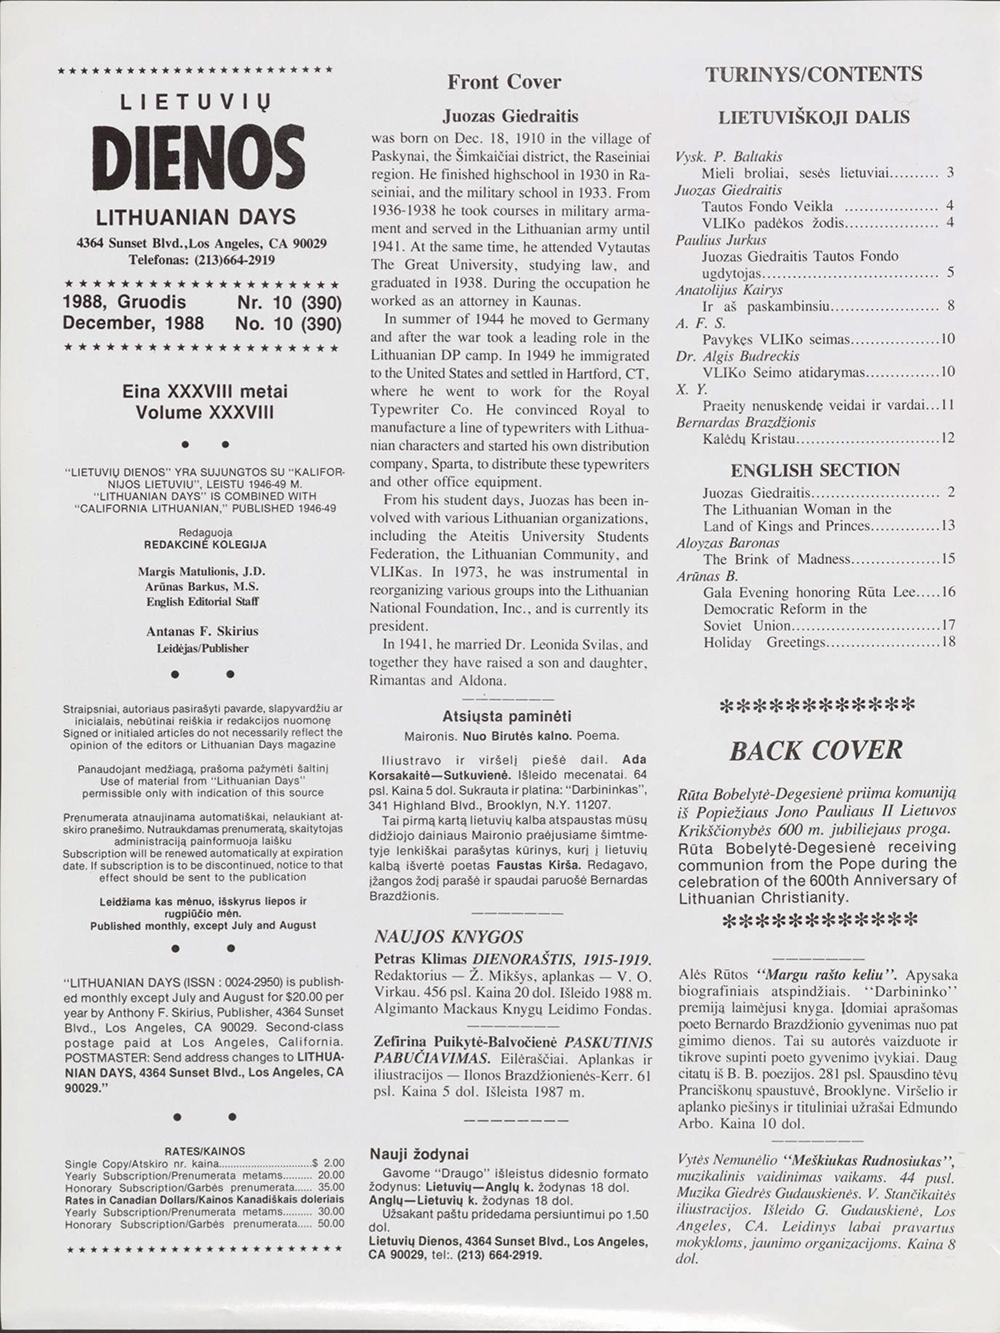 LIETUVIŲ
DIENOS
LITHUANIAN DAYS
4364 Sunset Blvd.,Los Angeles, CA 90029
Telefonas: (213)664-2919
1988, Gruodis Nr. 10 (390)
December, 1988 No. 10 (390)
Eina XXXVIII metai
Volume XXXVIII
"LIETUVIŲ DIENOS" YRA SUJUNGTOS SU "KALIFOR-
NIJOS LIETUVIU", LEISTU 1946-49 M.
"LITHUANIAN DAYS" IS COMBINED WITH
"CALIFORNIA LITHUANIAN," PUBLISHED 1946-49
Redaguoja
REDAKCINĖ KOLEGIJA
Margis Matulionis, J.D.
Arūnas Barkus, M.S.
English Editorial Staff
Antanas F. Skirius
Leidėjas/Publisher
Straipsniai, autoriaus pasirašyti pavarde, slapyvardžiu ar
inicialais, nebūtinai reiškia ir redakcijos nuomonę
Signed or initialed articles do not necessarily reflect the
opinion of the editors or Lithuanian Days magazine
Panaudojant medžiagą, prašoma pažymėti šaltinį
Use of material from "Lithuanian Days"
permissible only with indication of this source
Prenumerata atnaujinama automatiškai, nelaukiant at-
skiro pranešimo. Nutraukdamas prenumeratą, skaitytojas
administraciją painformuoja laišku
Subscription will be renewed automatically at expiration
date. If subscription is to be discontinued, notice to that
effect should be sent to the publication
Leidžiama kas mėnuo, išskyrus liepos ir
rugpiūčio mėn.
Published monthly, except July and August
"LITHUANIAN DAYS (ISSN : 0024-2950) is publish-
ed monthly except July and August for $20.00 per
year by Anthony F. Skirius, Publisher, 4364 Sunset
Blvd., Los Angeles, CA 90029. Second-class
postage paid at Los Angeles, California.
POSTMASTER: Send address changes to LITHUA-
NIAN DAYS, 4364 Sunset Blvd., Los Angeles, CA
90029."
RATES/KAINOS
Single Copy/Atskiro nr. kaina..............................$ 2.00
Yearly Subscription/Prenumerata metams.......... 20.00
Honorary Subscription/Garbės prenumerata...... 35.00
Rates in Canadian Dollars/Kainos Kanadiškais doleriais
Yearly Subscription/Prenumerata metams......... 30.00
Honorary Subscription/Garbės prenumerata..... 50.00
Front Cover
Juozas Giedraitis
was born on Dec. 18, 1910 in the village of
Paskynai, the Šimkaičiai district, the Raseiniai
region. He finished highschool in 1930 in Ra-
seiniai, and the military school in 1933. From
1936-1938 he took courses in military arma-
ment and served in the Lithuanian army until
1941. At the same time, he attended Vytautas
The Great University, studying law, and
graduated in 1938. During the occupation he
worked as an attorney in Kaunas.
In summer of 1944 he moved to Germany
and after the war took a leading role in the
Lithuanian DP camp. In 1949 he immigrated
to the United States and settled in Hartford, CT,
where he went to work for the Royal
Typewriter Co. He convinced Royal to
manufacture a line of typewriters with Lithua-
nian characters and started his own distribution
company, Sparta, to distribute these typewriters
and other office equipment.
From his student days, Juozas has been in-
volved with various Lithuanian organizations,
including the Ateitis University Students
Federation, the Lithuanian Community, and
VLIKas. In 1973, he was instrumental in
reorganizing various groups into the Lithuanian
National Foundation, Inc., and is currently its
president.
In 1941, he married Dr. Leonida Svilas, and
together they have raised a son and daughter,
Rimantas and Aldona.
Atsiųsta paminėti
Maironis. Nuo Birutės kalno. Poema.
Iliustravo ir viršelį piešė dail. Ada
Korsakaitė—Sutkuvienė. Išleido mecenatai. 64
psl. Kaina 5 dol. Sukrauta ir platina: "Darbininkas",
341 Highland Blvd., Brooklyn, N.Y. 11207.
Tai pirmą kartą lietuvių kalba atspaustas mūsų
didžiojo dainiaus Maironio praėjusiame šimtme-
tyje lenkiškai parašytas kūrinys, kurį į lietuvių
kalbą išvertė poetas Faustas Kirša. Redagavo,
įžangos žodį parašė ir spaudai paruošė Bernardas
Brazdžionis.
NAUJOS KNYGOS
Petras Klimas DIENORAŠTIS, 1915-1919.
Redaktorius — Ž. Mikšys, aplankas — V. O.
Virkau. 456 psl. Kaina 20 dol. Išleido 1988 m.
Algimanto Mackaus Knygų Leidimo Fondas.
Zefirina Puikytė-Balvočienė PASKUTINIS
PABUČIAVIMAS. Eilėraščiai. Aplankas ir
iliustracijos — Ilonos Brazdžionienės-Kerr. 61
psl. Kaina 5 dol. Išleista 1987 m.
Nauji žodynai
Gavome "Draugo" išleistus didesnio formato
žodynus: Lietuvių—Anglų k. žodynas 18 dol.
Anglų—Lietuvių k. žodynas 18 dol.
Užsakant paštu pridedama persiuntimui po 1.50
dol.
Lietuvių Dienos, 4364 Sunset Blvd., Los Angeles,
CA 90029, tel:. (213) 664-2919.
TURINYS/CONTENTS
LIETUVIŠKOJI DALIS
Vysk. P. Baltakis
Mieli broliai, sesės lietuviai.......... 3
Juozas Giedraitis
Tautos Fondo Veikla ................... 4
VLIKo padėkos žodis................... 4
Paulius Jurkus
Juozas Giedraitis Tautos Fondo
ugdytojas................................... 5
Anatolijus Kairys
Ir aš paskambinsiu...................... 8
A. F. S.
Pavykęs VLIKo seimas..................10
Dr. Algis Budreckis
VLIKo Seimo atidarymas...............10
X. Y.
Praeity nenuskendę veidai ir vardai...11
Bernardas Brazdžionis
Kalėdų Kristau.............................12
ENGLISH SECTION
Juozas Giedraitis.......................... 2
The Lithuanian Woman in the
Land of Kings and Princes..............13
Aloyzas Baronas
The Brink of Madness..................15
Arūnas B.
Gala Evening honoring Rūta Lee.....16
Democratic Reform in the
Soviet Union..............................17
Holiday Greetings.......................18
BACK COVER
Rūta Bobelytė-Degesienė priima komuniją
iš Popiežiaus Jono Pauliaus II Lietuvos
Krikščionybės 600 m. jubiliejaus proga.
Rūta Bobelytė-Degesienė receiving
communion from the Pope during the
celebration of the 600th Anniversary of
Lithuanian Christianity.
Alės Rūtos "Margu rašto keliu". Apysaka
biografiniais atspindžiais. "Darbininko"
premiją laimėjusi knyga. Įdomiai aprašomas
poeto Bernardo Brazdžionio gyvenimas nuo pat
gimimo dienos. Tai su autorės vaizduote ir
tikrove supinti poeto gyvenimo įvykiai. Daug
citatų iš B. B. poezijos. 281 psl. Spausdino tėvų
Pranciškonų spaustuvė, Brooklyne. Viršelio ir
aplanko piešinys ir tituliniai užrašai Edmundo
Arbo. Kaina 10 dol.
Vytės Nemunėlio "Meškiukas Rudnosiukas",
muzikalinis vaidinimas vaikams. 44 pusl.
Muzika Giedrės Gudauskienės. V. Stančikaitės
iliustracijos. Išleido G. Gudauskienė, Los
Angeles, CA. Leidinys labai pravartus
mokykloms, jaunimo organizacijoms. Kaina 8
dol.